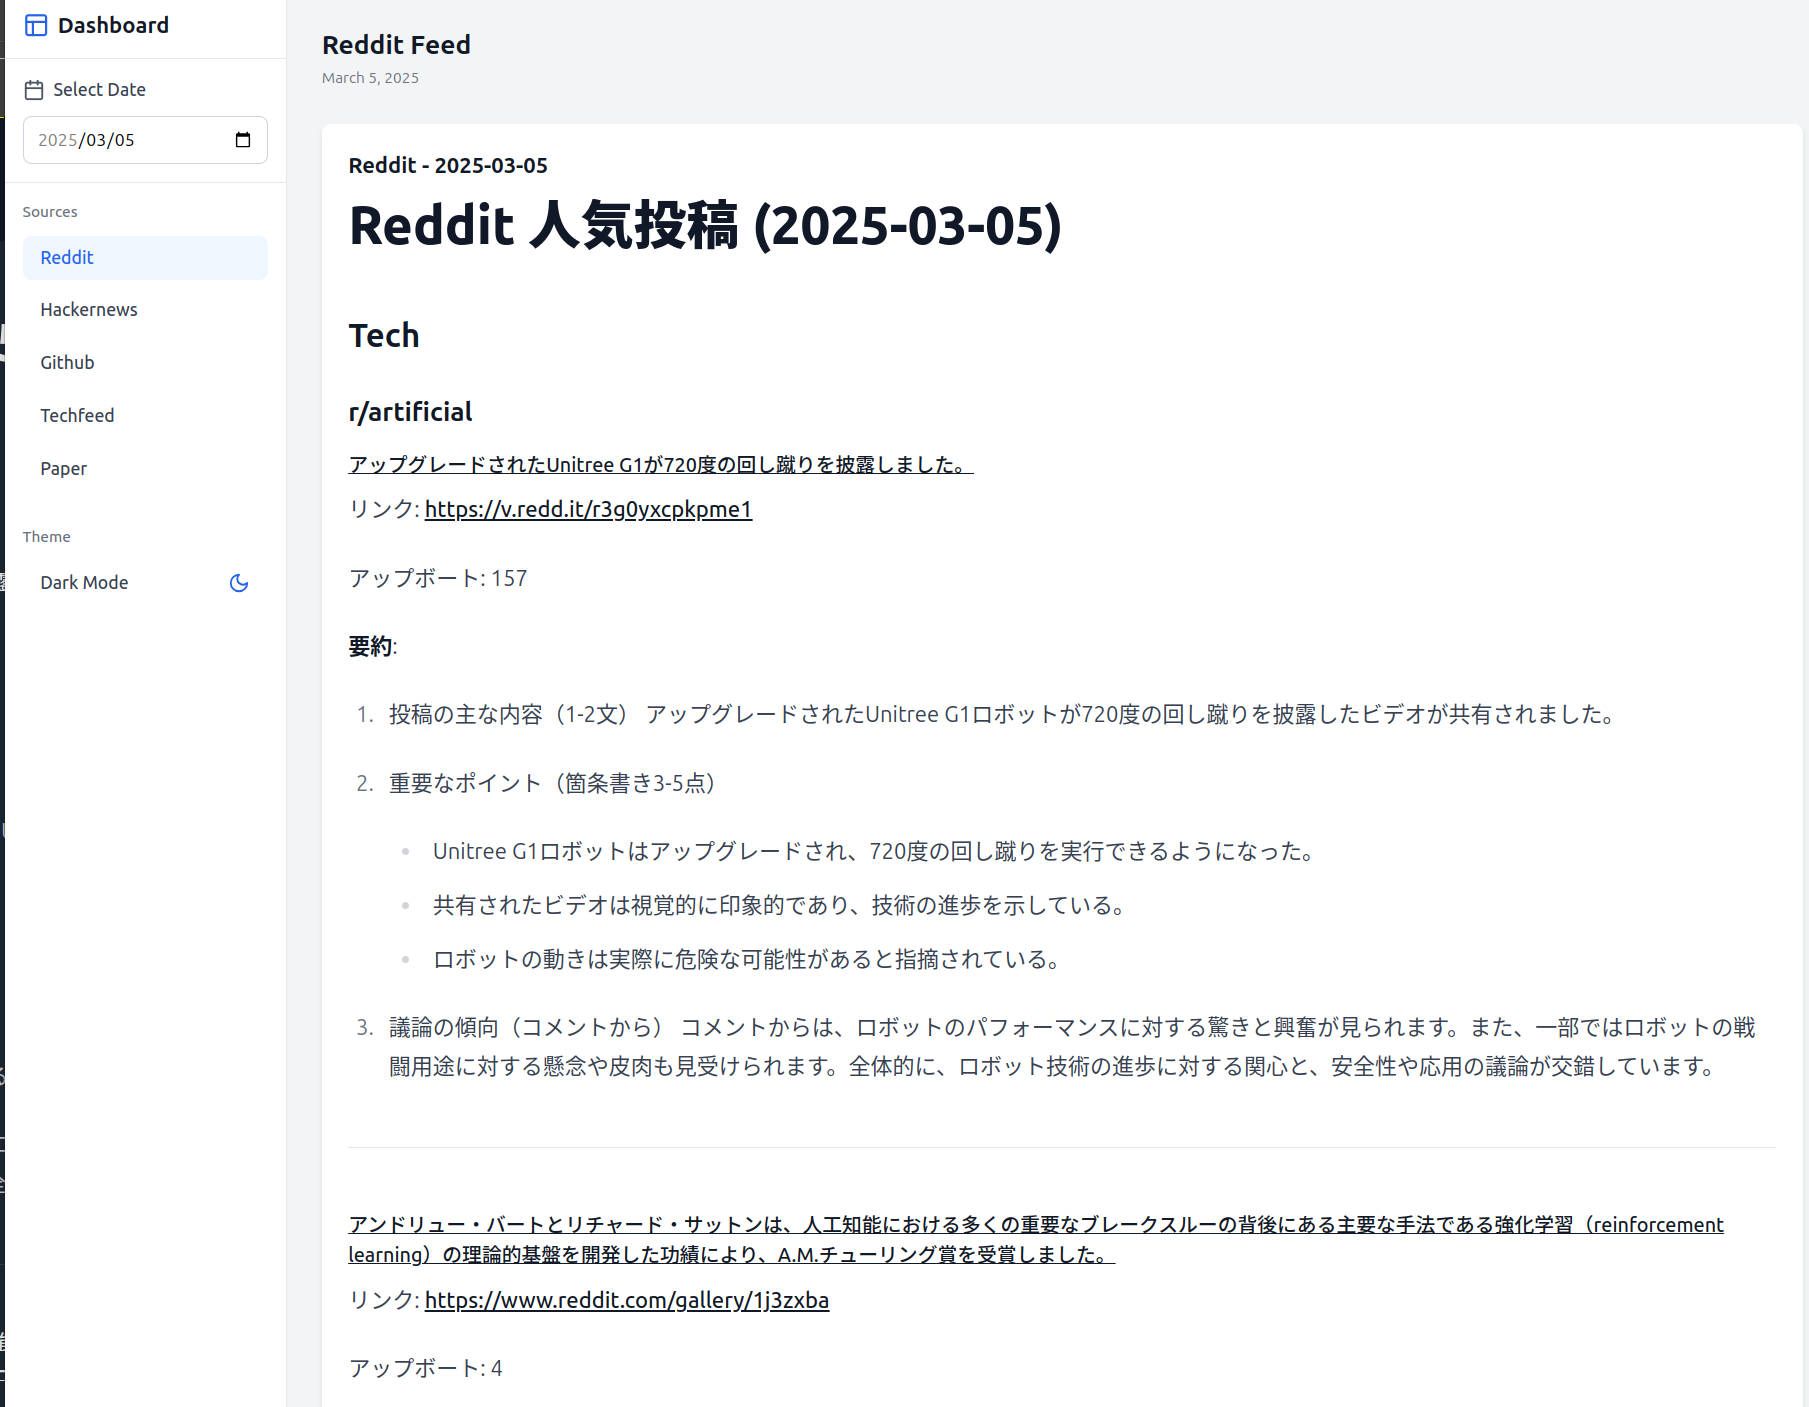 Dashboard
Select Date
2025/03/05
Sources
Reddit
Hackernews
Github
Techfeed
Paper
Theme
Dark Mode
Reddit Feed
March 5, 2025
Reddit - 2025-03-05
Reddit 人気投稿 (2025-03-05)
Tech
r/artificial
アップグレードされたUnitree G1が720度の回し蹴りを披露しました。
リンク: https://v.redd.it/r3g0yxcpkpme1
アップボート: 157
要約:
1. 投稿の主な内容（1-2文） アップグレードされたUnitree G1ロボットが720度の回し蹴りを披露したビデオが共有されました。
2. 重要なポイント（箇条書き3-5点）
• Unitree G1ロボットはアップグレードされ、720度の回し蹴りを実行できるようになった。
• 共有されたビデオは視覚的に印象的であり、技術の進歩を示している。
• ロボットの動きは実際に危険な可能性があると指摘されている。
3. 議論の傾向（コメントから） コメントからは、ロボットのパフォーマンスに対する驚きと興奮が見られます。また、一部ではロボットの戦
闘用途に対する懸念や皮肉も見受けられます。全体的に、ロボット技術の進歩に対する関心と、安全性や応用の議論が交錯しています。
アンドリュー・バートとリチャード・サットンは、人工知能における多くの重要なブレークスルーの背後にある主要な手法である強化学習（reinforcement
learning）の理論的基盤を開発した功績により、A.M.チューリング賞を受賞しました。
リンク: https://www.reddit.com/gallery/1j3zxba
アップボート: 4